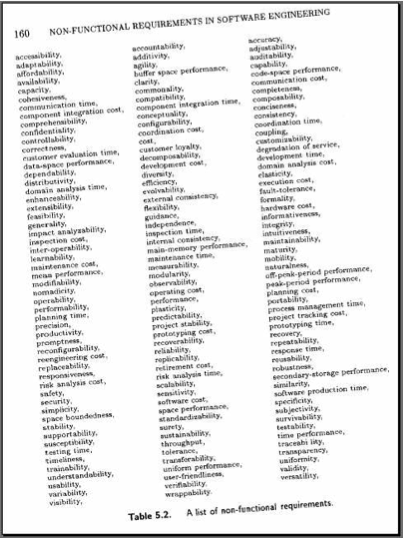 160 NON-FUNCTIONAL REQUIREMENTS IN SOFTWARE ENGINEERING
accessibility,
adaptability,
affordability,
availability,
capacity,
cohesiveness,
communication time,
component integration cost,
comprehensibility,
confidentiality,
controllability,
correctness,
customer evaluation time,
data-space performance,
dependability,
distributivity,
domain analysis time,
enhanceability,
extensibility,
feasibility,
generality,
impact analyzability,
inspection cost,
inter-operability,
learnability,
maintenance cost,
mean performance,
modifiability,
nomadicity,
operability,
performability,
planning time,
precision,
productivity,
promptness,
reconfigurability,
reengineering cost,
replaceability,
responsiveness,
risk analysis cost,
safety,
security,
simplicity,
space boundedness,
stability,
supportability,
susceptibility,
testing time,
timeliness,
trainability,
understandability,
usability,
variability,
visibility,
accountability,
additivity,
agility,
buffer space performance,
clarity,
commonality,
compatibility,
component integration time,
conceptuality,
configurability,
coordination cost,
cost,
customer loyalty,
decomposability,
development cost,
diversity,
efficiency,
evolvability,
external consistency,
flexibility,
guidance,
independence,
inspection time,
internal consistency,
main-memory performance,
maintenance time,
measurability,
modularity,
observability,
operating cost,
performance,
plasticity,
predictability,
project stability,
prototyping cost,
recoverability,
reliability,
replicability,
retirement cost,
risk analysis time,
scalability,
sensitivity,
software cost,
space performance,
standardizability,
surety,
sustainability,
throughput,
tolerance,
transferability,
uniform performance,
user-friendliness,
verifiability,
wrappability.
accuracy,
adjustability,
auditability,
capability,
code-space performance,
communication cost,
completeness,
composability,
conciseness,
consistency,
coordination time,
coupling,
customizability,
degradation of service,
development time,
domain analysis cost,
elasticity,
execution cost,
fault-tolerance,
formality,
hardware cost,
informativeness,
integrity,
intuitiveness,
maintainability,
maturity,
mobility,
naturalness,
off-peak-period performance,
peak-period performance,
planning cost,
portability,
process management time,
project tracking cost,
prototyping time,
recovery,
repeatability,
response time,
reusability,
robustness,
secondary-storage performance,
similarity,
software production time,
specificity,
subjectivity,
survivability,
testability,
time performance,
traceabi lity,
transparency,
uniformity,
validity,
versatility,
Table 5.2. A list of non-functional requirements.